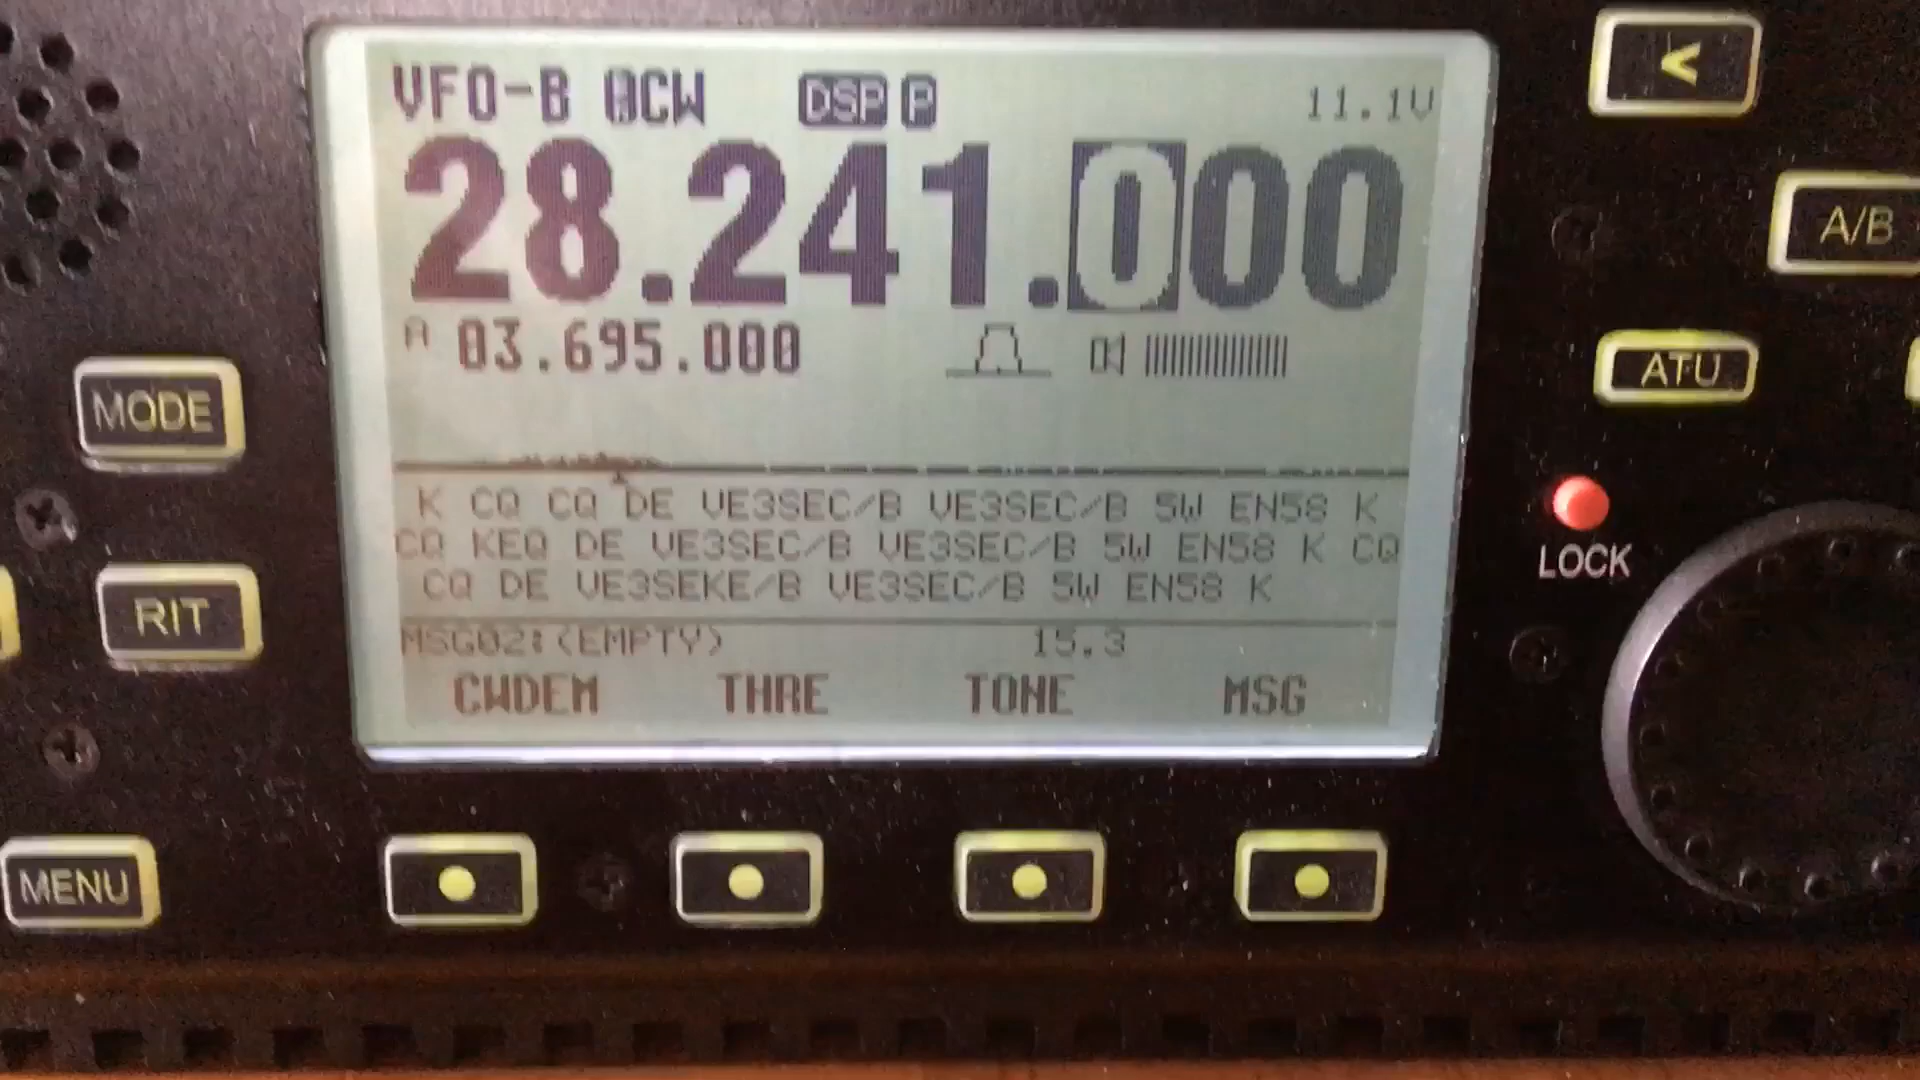 VFO-B CW DSP P 11.1V
28.241.000
A 03.695.000
K CQ CQ DE VE3SEC/B VE3SEC/B 5W EN58 K
CQ KEQ DE VE3SEC/B VE3SEC/B 5W EN58 K CQ
CQ DE VE3SEKE/B VE3SEC/B 5W EN58 K
MSG02:(EMPTY) 15.3
CWDEM THRE TONE MSG
<
A/B
ATU
MODE
LOCK
RIT
MENU